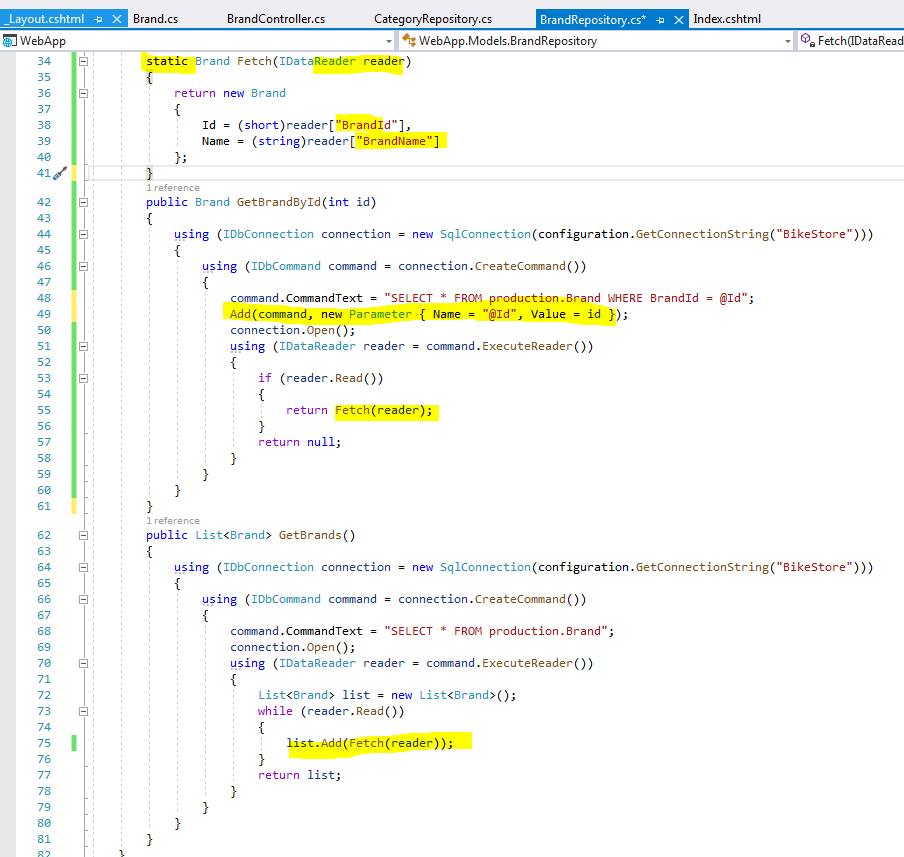 _Layout.cshtml Brand.cs BrandController.cs CategoryRepository.cs BrandRepository.cs* Index.cshtml
WebApp WebApp.Models.BrandRepository Fetch(IDataRead
34 static Brand Fetch(IDataReader reader)
35 {
36 return new Brand
37 {
38 Id = (short)reader["BrandId"],
39 Name = (string)reader["BrandName"]
40 };
41 }
1 reference
42 public Brand GetBrandById(int id)
43 {
44 using (IDbConnection connection = new SqlConnection(configuration.GetConnectionString("BikeStore")))
45 {
46 using (IDbCommand command = connection.CreateCommand())
47 {
48 command.CommandText = "SELECT * FROM production.Brand WHERE BrandId = @Id";
49 Add(command, new Parameter { Name = "@Id", Value = id });
50 connection.Open();
51 using (IDataReader reader = command.ExecuteReader())
52 {
53 if (reader.Read())
54 {
55 return Fetch(reader);
56 }
57 return null;
58 }
59 }
60 }
61 }
1 reference
62 public List<Brand> GetBrands()
63 {
64 using (IDbConnection connection = new SqlConnection(configuration.GetConnectionString("BikeStore")))
65 {
66 using (IDbCommand command = connection.CreateCommand())
67 {
68 command.CommandText = "SELECT * FROM production.Brand";
69 connection.Open();
70 using (IDataReader reader = command.ExecuteReader())
71 {
72 List<Brand> list = new List<Brand>();
73 while (reader.Read())
74 {
75 list.Add(Fetch(reader));
76 }
77 return list;
78 }
79 }
80 }
81 }
82 }